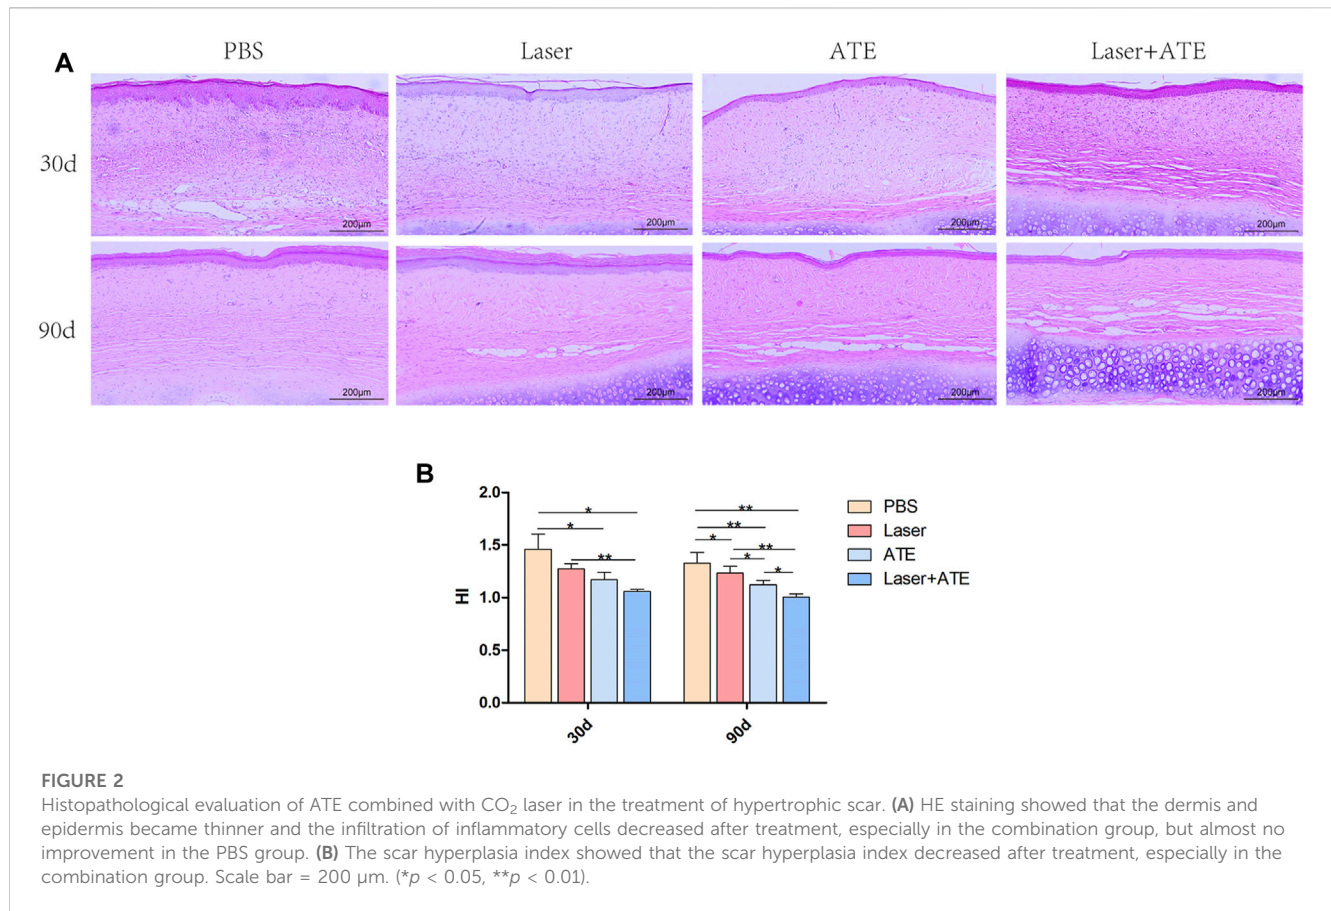 PBS Laser ATE Laser+ATE
A
30d
200μm 200μm 200μm 200μm
90d
200μm 200μm 200μm 200μm
B
2.0
1.5
1.0
0.5
0.0
HI
* * **
** ** * ** * *
30d 90d
PBS
Laser
ATE
Laser+ATE
FIGURE 2
Histopathological evaluation of ATE combined with CO₂ laser in the treatment of hypertrophic scar. (A) HE staining showed that the dermis and
epidermis became thinner and the infiltration of inflammatory cells decreased after treatment, especially in the combination group, but almost no
improvement in the PBS group. (B) The scar hyperplasia index showed that the scar hyperplasia index decreased after treatment, especially in the
combination group. Scale bar = 200 μm. (*p < 0.05, **p < 0.01).